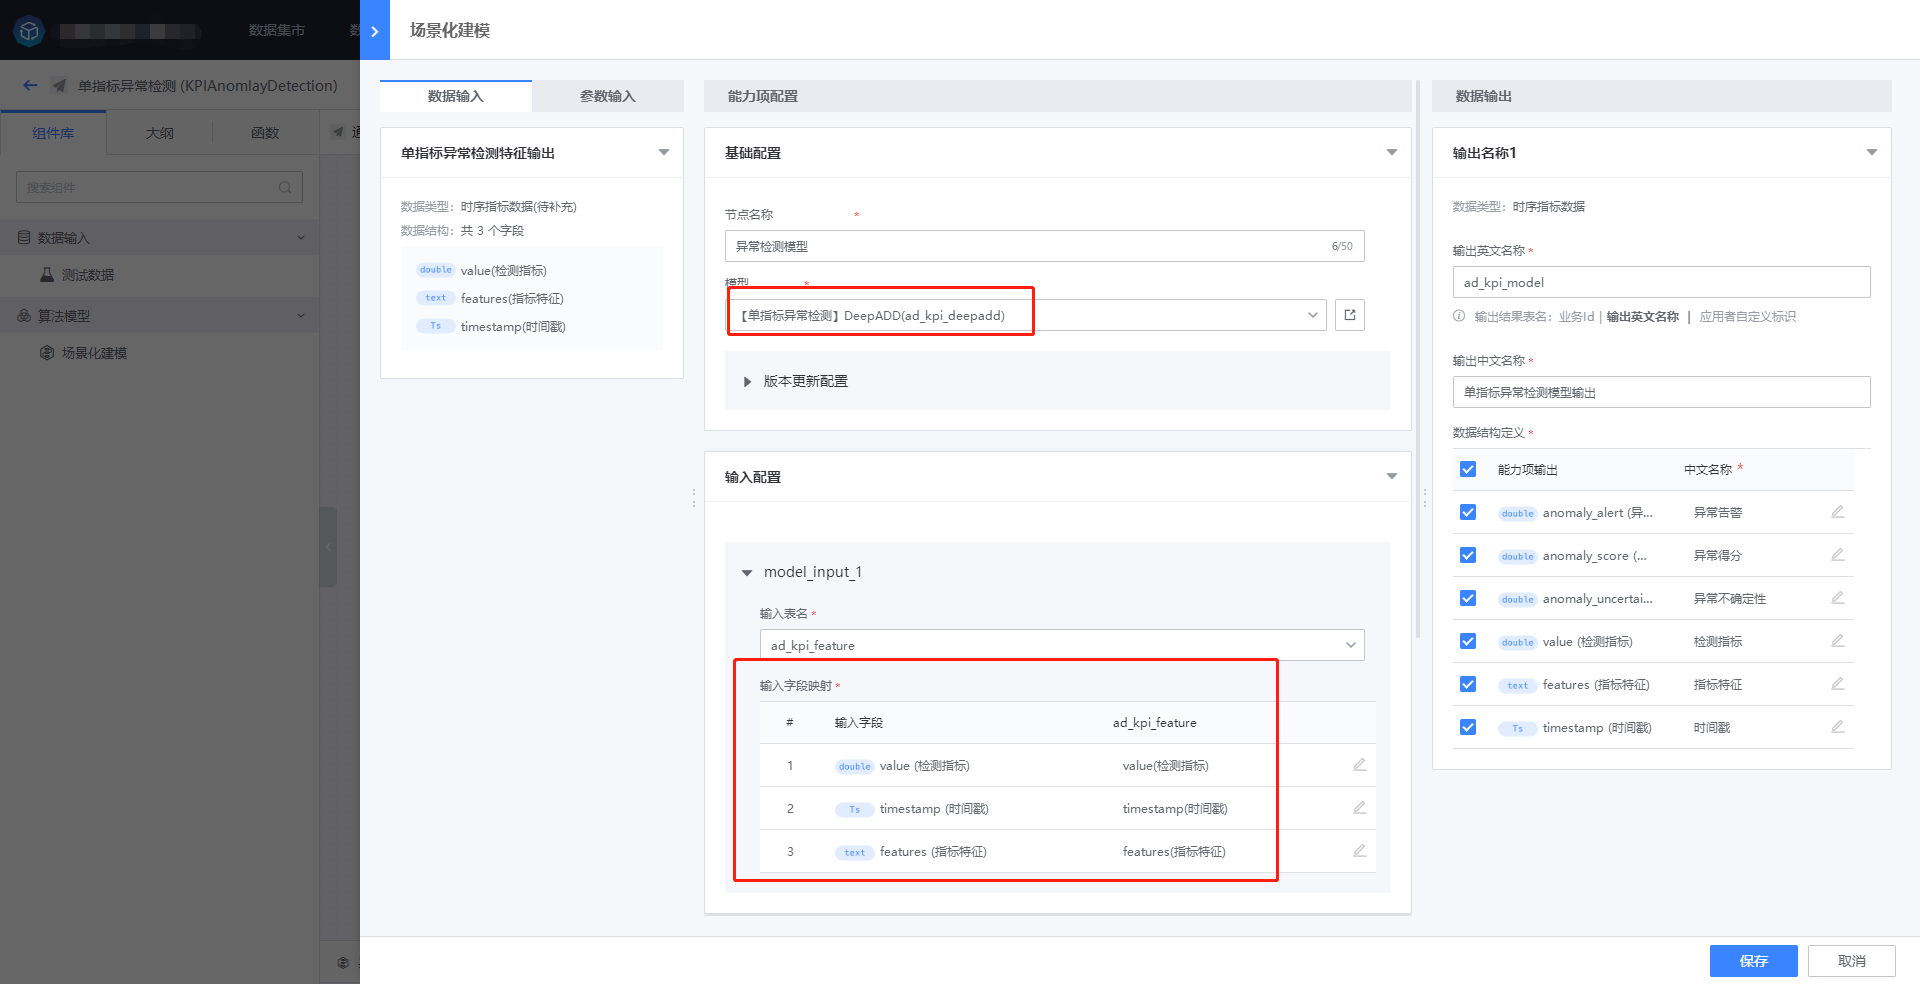 数据集市
数
单指标异常检测 (KPIAnomlayDetection)
组件库
大纲
函数
搜索组件
数据输入
测试数据
算法模型
场景化建模
场景化建模
数据输入
参数输入
单指标异常检测特征输出
数据类型: 时序指标数据(待补充)
数据结构: 共 3 个字段
double value(检测指标)
text features(指标特征)
Ts timestamp(时间戳)
能力项配置
基础配置
节点名称 *
异常检测模型 6/50
模型 *
【单指标异常检测】DeepADD(ad_kpi_deepadd)
版本更新配置
输入配置
model_input_1
输入表名 *
ad_kpi_feature
输入字段映射 *
# 输入字段 ad_kpi_feature
1 double value (检测指标) value(检测指标)
2 Ts timestamp (时间戳) timestamp(时间戳)
3 text features (指标特征) features(指标特征)
数据输出
输出名称1
数据类型: 时序指标数据
输出英文名称 *
ad_kpi_model
输出结果表名: 业务Id | 输出英文名称 | 应用者自定义标识
输出中文名称 *
单指标异常检测模型输出
数据结构定义 *
能力项输出 中文名称 *
double anomaly_alert (异... 异常告警
double anomaly_score (... 异常得分
double anomaly_uncertai... 异常不确定性
double value (检测指标) 检测指标
text features (指标特征) 指标特征
Ts timestamp (时间戳) 时间戳
保存
取消